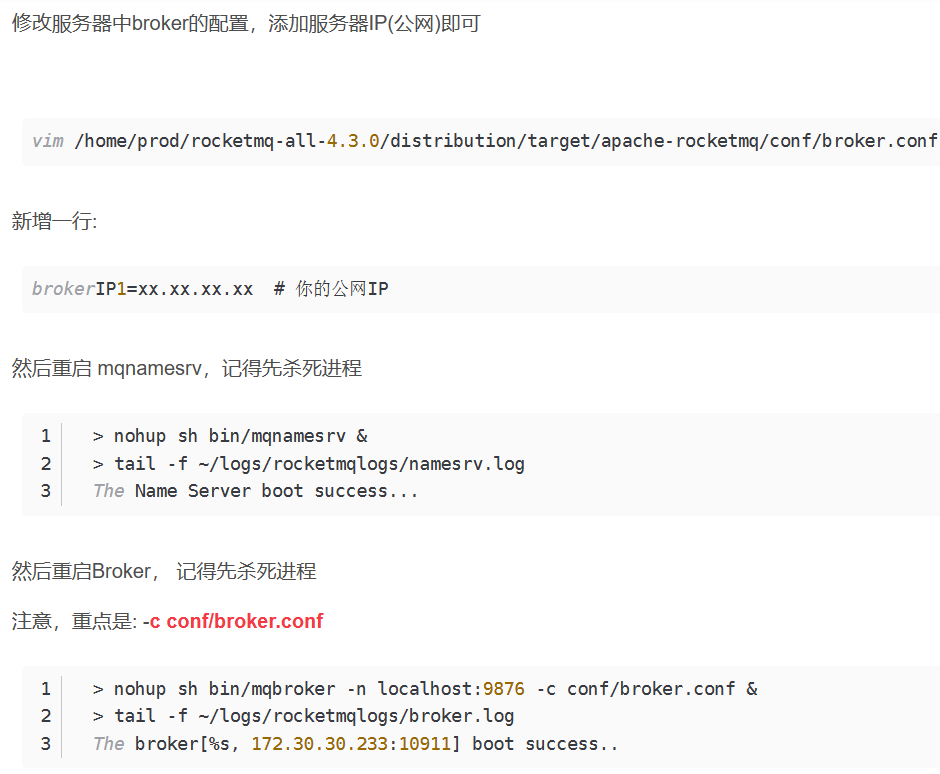 修改服务器中broker的配置，添加服务器IP(公网)即可
vim /home/prod/rocketmq-all-4.3.0/distribution/target/apache-rocketmq/conf/broker.conf
新增一行:
brokerIP1=xx.xx.xx.xx  # 你的公网IP
然后重启 mqnamesrv，记得先杀死进程
1 > nohup sh bin/mqnamesrv &
2 > tail -f ~/logs/rocketmqlogs/namesrv.log
3 The Name Server boot success...
然后重启Broker， 记得先杀死进程
注意，重点是: -c conf/broker.conf
1 > nohup sh bin/mqbroker -n localhost:9876 -c conf/broker.conf &
2 > tail -f ~/logs/rocketmqlogs/broker.log
3 The broker[%s, 172.30.30.233:10911] boot success..